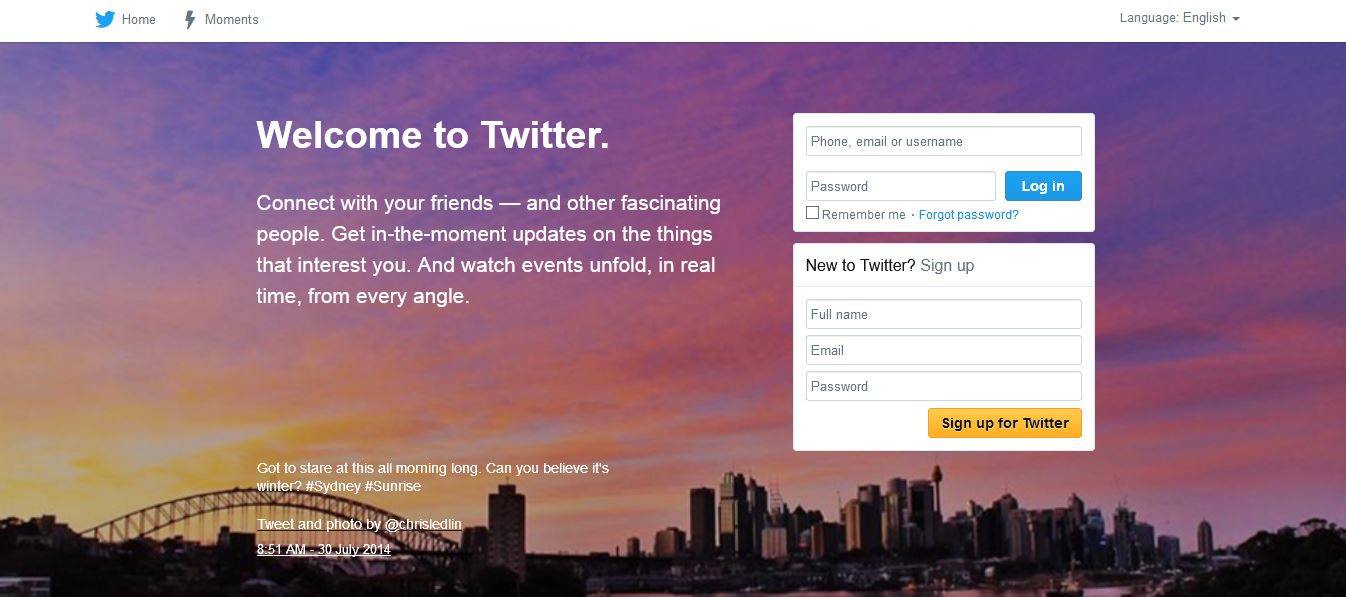 Home
Moments
Language: English
Welcome to Twitter.
Connect with your friends — and other fascinating
people. Get in-the-moment updates on the things
that interest you. And watch events unfold, in real
time, from every angle.
Got to stare at this all morning long. Can you believe it's
winter? #Sydney #Sunrise
Tweet and photo by @chrisledlin
8:51 AM - 30 July 2014
Phone, email or username
Password
Log in
Remember me · Forgot password?
New to Twitter? Sign up
Full name
Email
Password
Sign up for Twitter